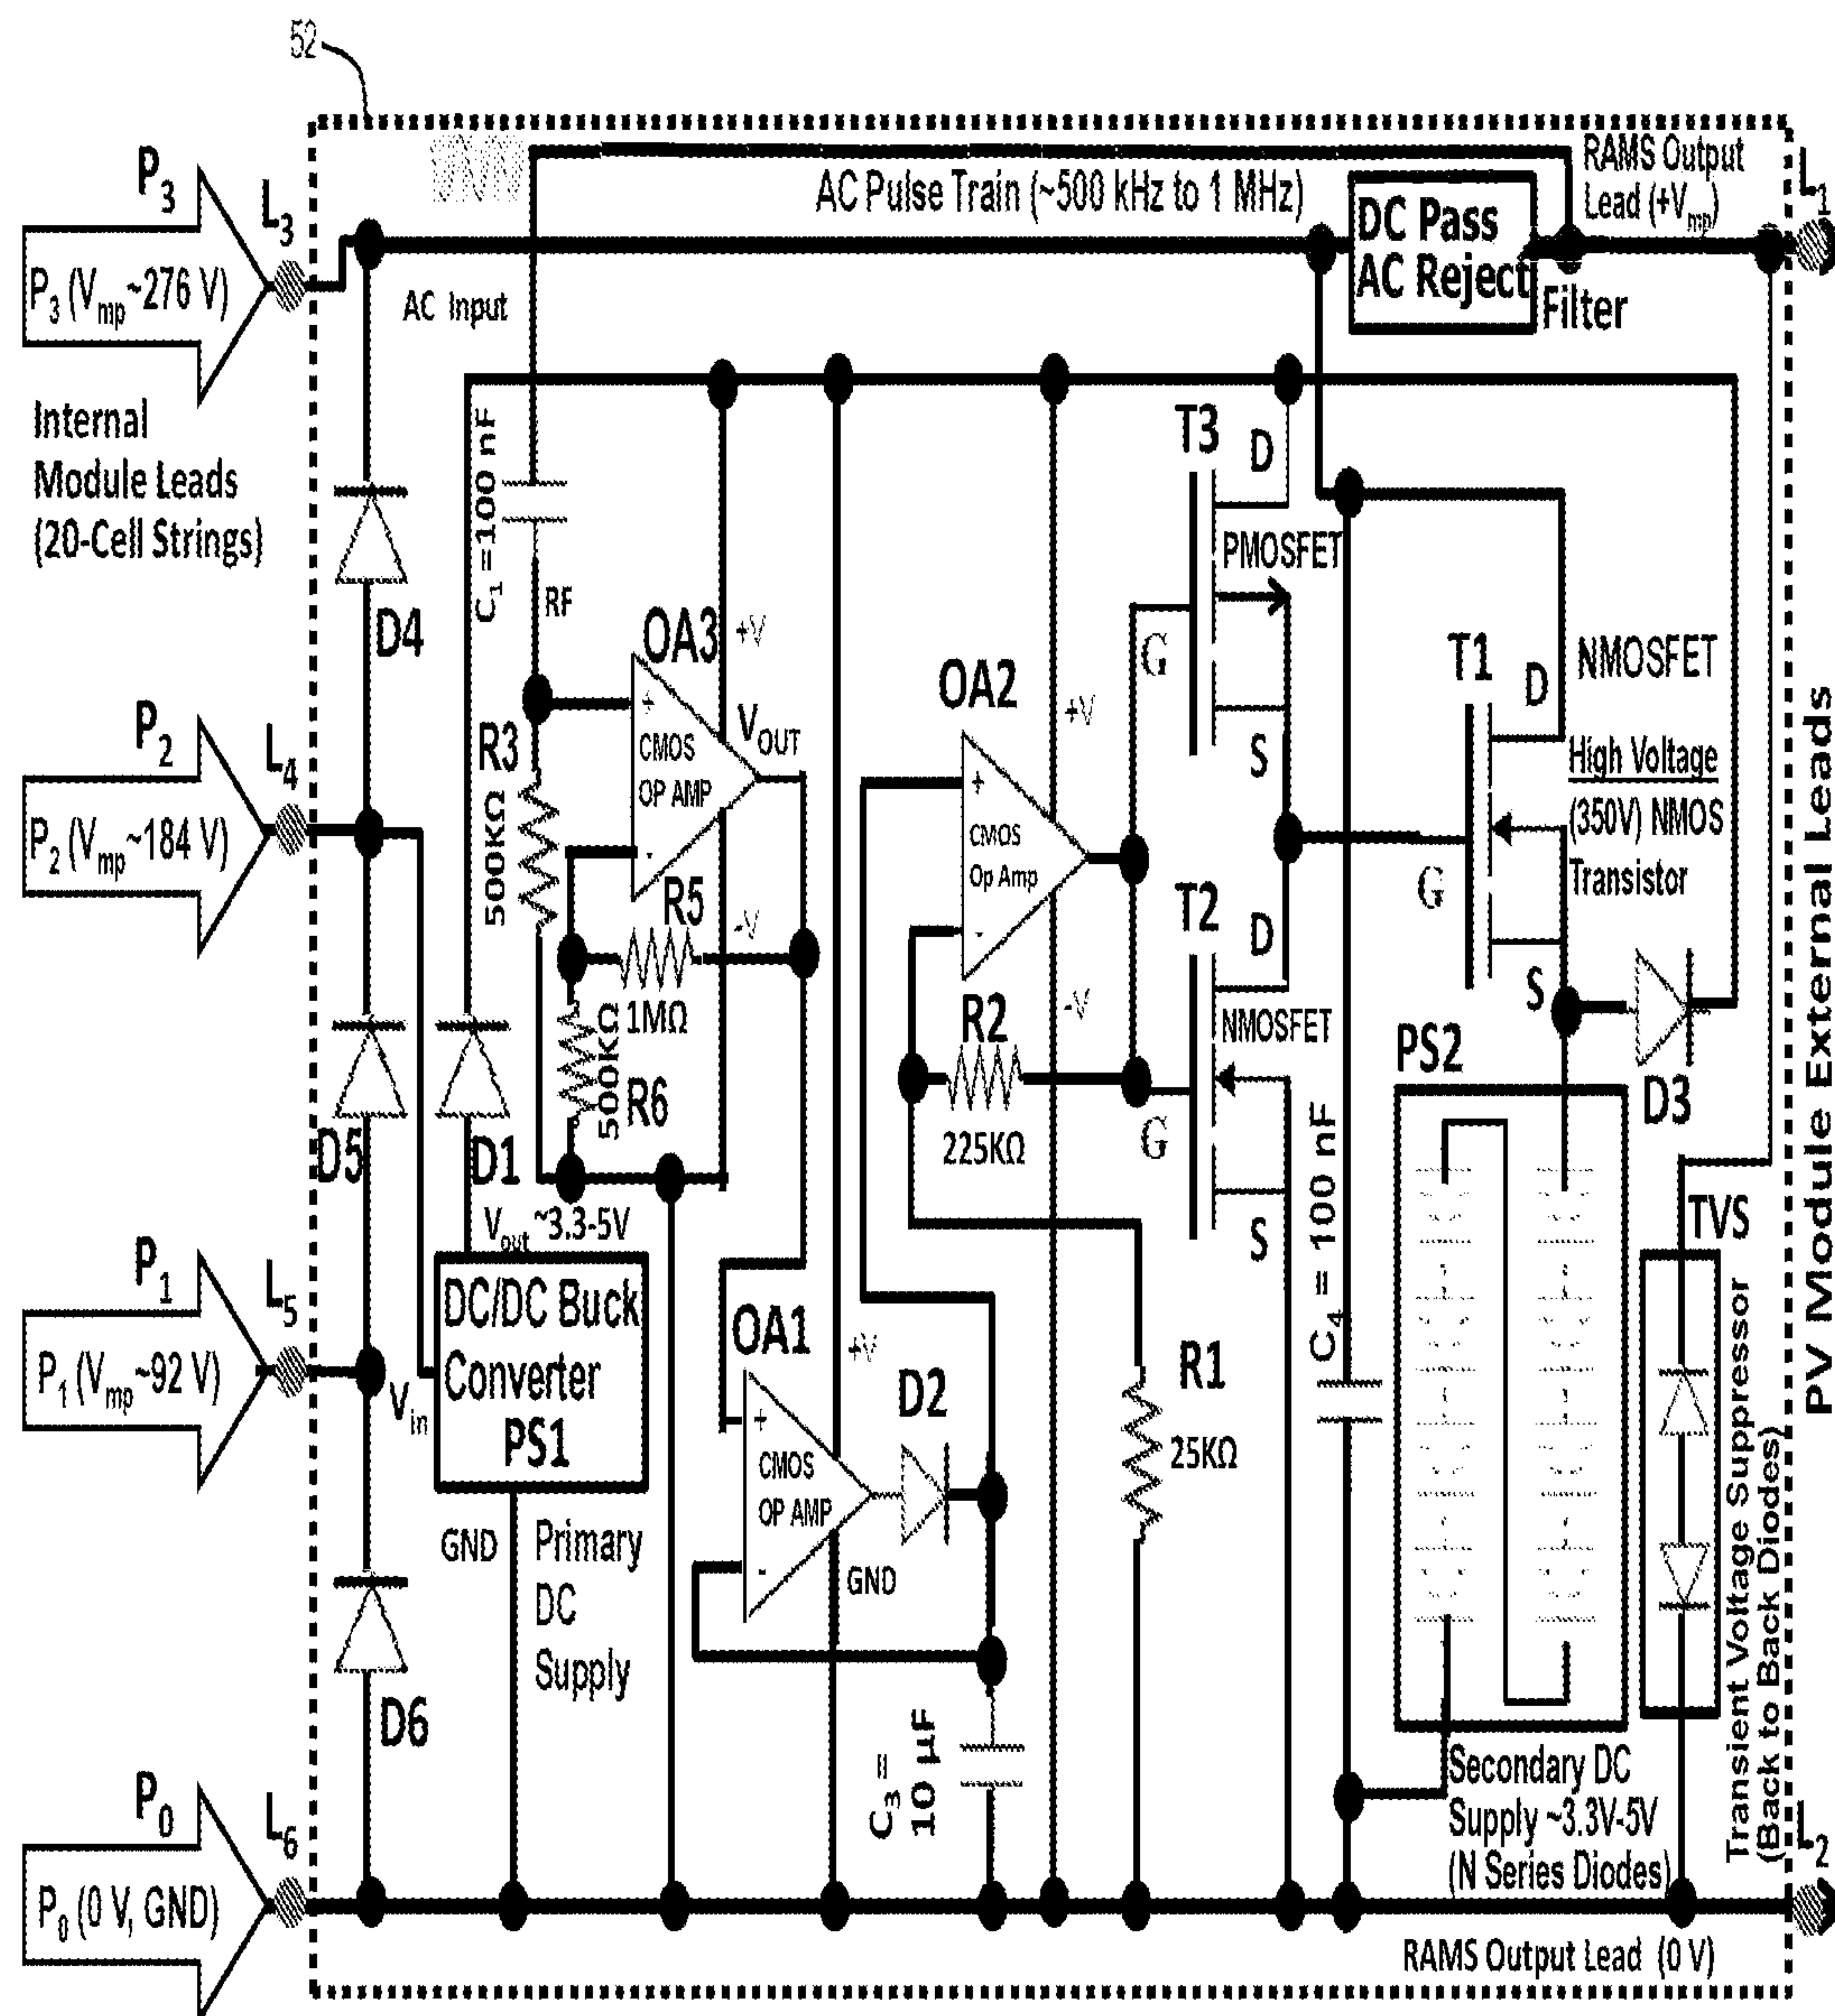 52
P3
L3
P3 (Vmp~276 V)
Internal
Module Leads
(20-Cell Strings)
P2
L4
P2 (Vmp~184 V)
P1
L5
P1 (Vmp~92 V)
P0
L6
P0 (0 V, GND)
AC Pulse Train (~500 kHz to 1 MHz)
AC Input
DC Pass
AC Reject
Filter
RAMS Output
Lead (+Vmp)
L1
D4
D5
D6
D1
C1 =100 nF
RF
OA3
+
CMOS
OP AMP
-
+V
VOUT
-V
R3
500KΩ
R5
1MΩ
500KΩ
R6
Vout ~3.3-5V
DC/DC Buck
Converter
PS1
Vin
GND
Primary
DC
Supply
OA1
+
CMOS
OP AMP
-
+V
GND
D2
C3 =
10 µF
OA2
+
CMOS
Op Amp
-
+V
-V
R2
225KΩ
R1
25KΩ
T3
D
PMOSFET
G
S
T2
D
NMOSFET
G
S
T1
D
NMOSFET
G
S
High Voltage
(350V) NMOS
Transistor
C4 = 100 nF
PS2
D3
TVS
Transient Voltage Suppressor
(Back to Back Diodes)
Secondary DC
Supply ~3.3V-5V
(N Series Diodes)
L2
RAMS Output Lead (0 V)
PV Module External Leads